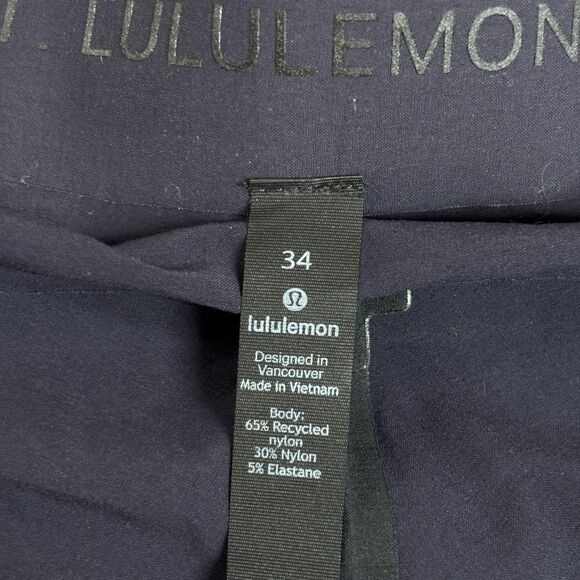 . LULULEMON
34
lululemon
Designed in
Vancouver
Made in Vietnam
Body:
65% Recycled
nylon
30% Nylon
5% Elastane